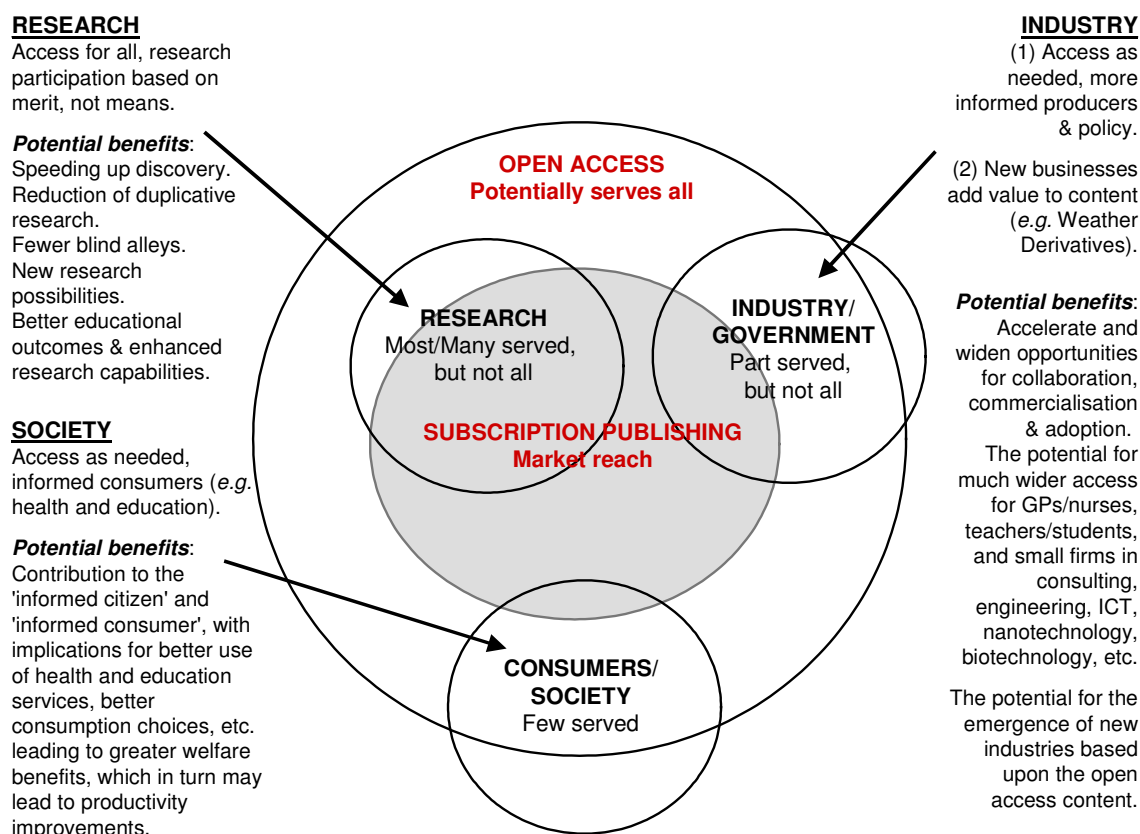 RESEARCH
Access for all, research
participation based on
merit, not means.
Potential benefits:
Speeding up discovery.
Reduction of duplicative
research.
Fewer blind alleys.
New research
possibilities.
Better educational
outcomes & enhanced
research capabilities.
SOCIETY
Access as needed,
informed consumers (e.g.
health and education).
Potential benefits:
Contribution to the
'informed citizen' and
'informed consumer', with
implications for better use
of health and education
services, better
consumption choices, etc.
leading to greater welfare
benefits, which in turn may
lead to productivity
improvements.
OPEN ACCESS
Potentially serves all
RESEARCH
Most/Many served,
but not all
INDUSTRY/
GOVERNMENT
Part served,
but not all
SUBSCRIPTION PUBLISHING
Market reach
CONSUMERS/
SOCIETY
Few served
INDUSTRY
(1) Access as
needed, more
informed producers
& policy.
(2) New businesses
add value to content
(e.g. Weather
Derivatives).
Potential benefits:
Accelerate and
widen opportunities
for collaboration,
commercialisation
& adoption.
The potential for
much wider access
for GPs/nurses,
teachers/students,
and small firms in
consulting,
engineering, ICT,
nanotechnology,
biotechnology, etc.
The potential for the
emergence of new
industries based
upon the open
access content.